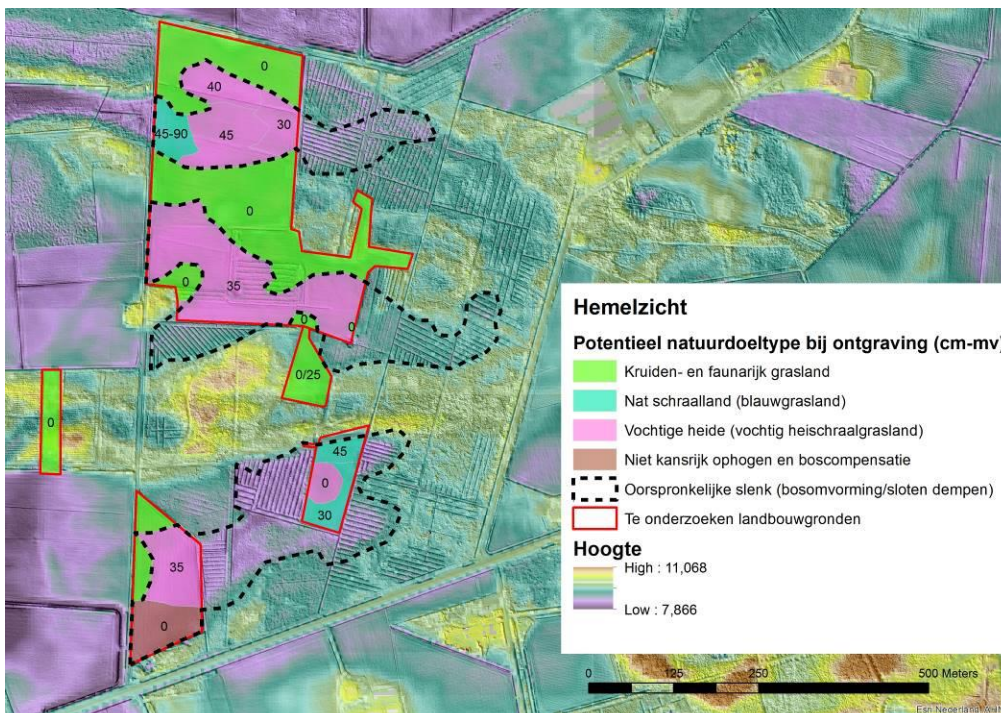 0
40
30
45-90
45
0
0
35
0
0
0/25
0
45
0
30
35
0
Hemelzicht
Potentieel natuurdoeltype bij ontgraving (cm-mv)
Kruiden- en faunarijk grasland
Nat schraalland (blauwgrasland)
Vochtige heide (vochtig heischraalgrasland)
Niet kansrijk ophogen en boscompensatie
Oorspronkelijke slenk (bosomvorming/sloten dempen)
Te onderzoeken landbouwgronden
Hoogte
High : 11,068
Low : 7,866
0 125 250 500 Meters
Esri Nederland, AHN